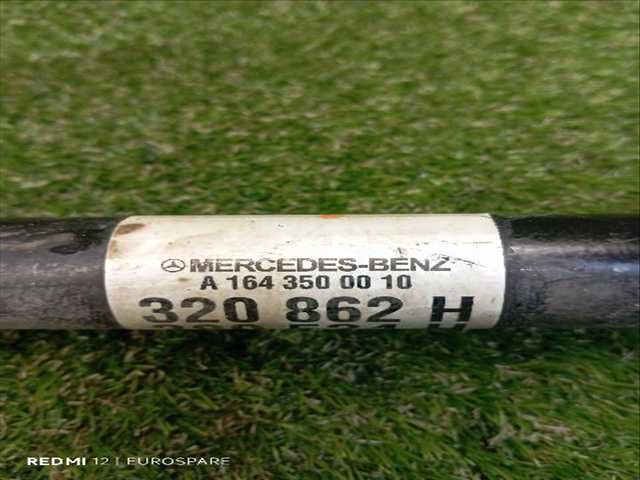 MERCEDES-BENZ
A 164 350 00 10
320 862 H
REDMI 12 | EUROSPARE